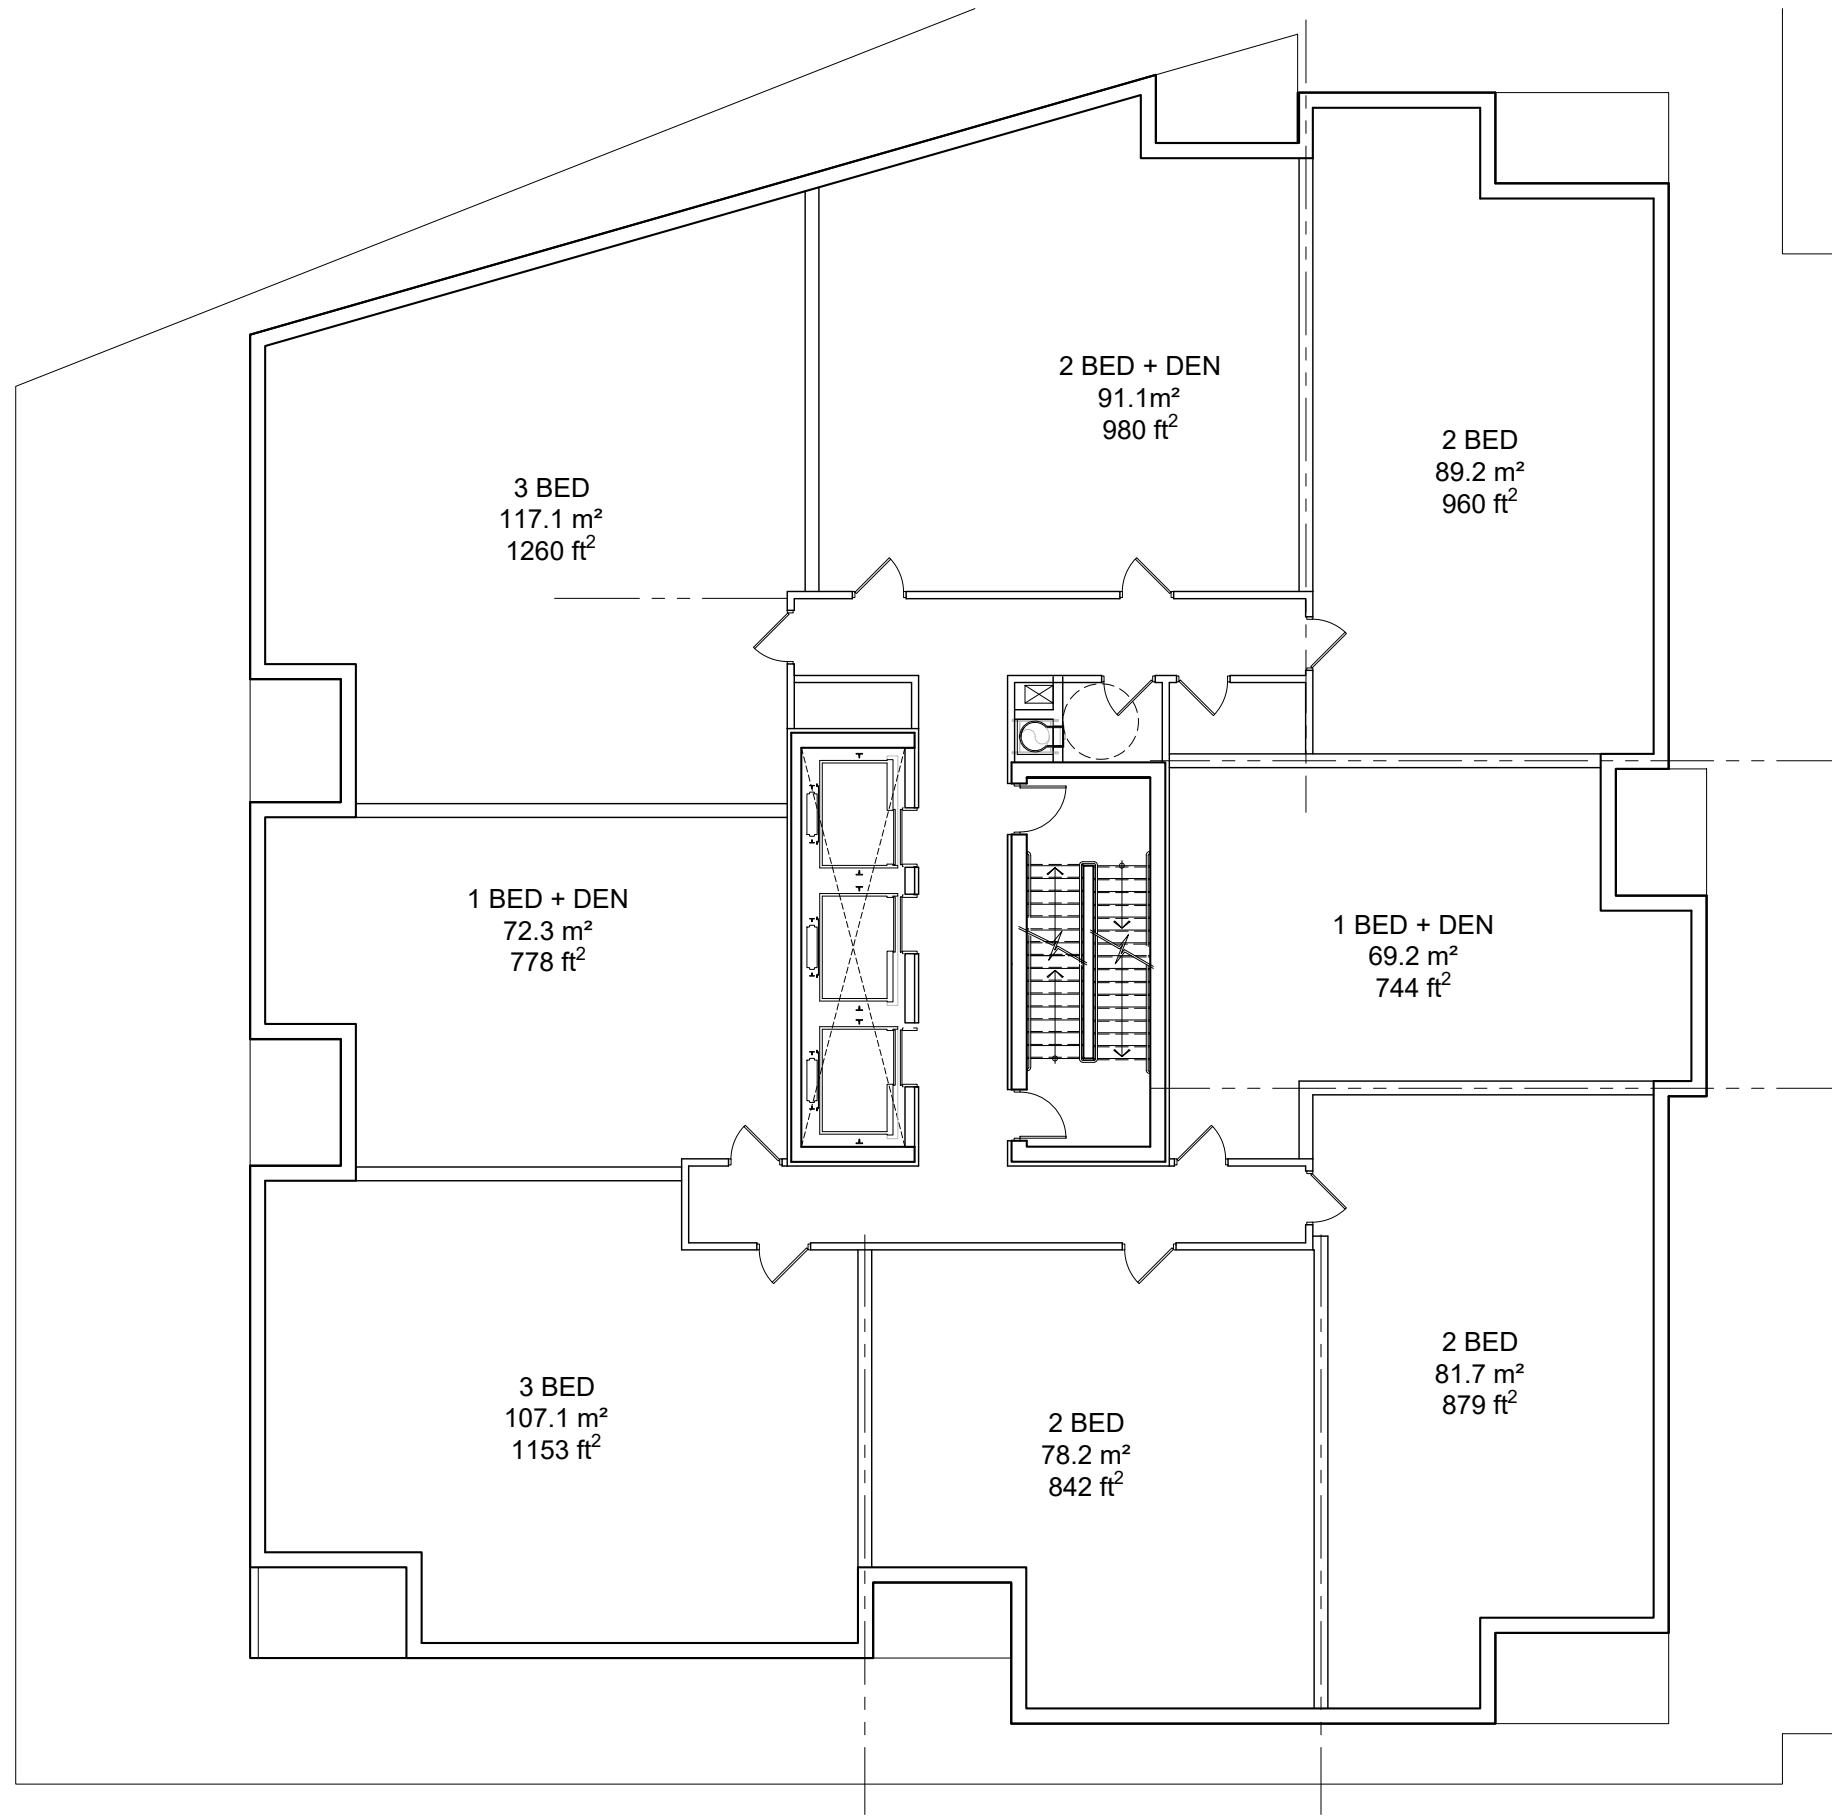 2 BED + DEN
91.1m²
980 ft²
2 BED
89.2 m²
960 ft²
3 BED
117.1 m²
1260 ft²
1 BED + DEN
72.3 m²
778 ft²
1 BED + DEN
69.2 m²
744 ft²
2 BED
81.7 m²
879 ft²
3 BED
107.1 m²
1153 ft²
2 BED
78.2 m²
842 ft²